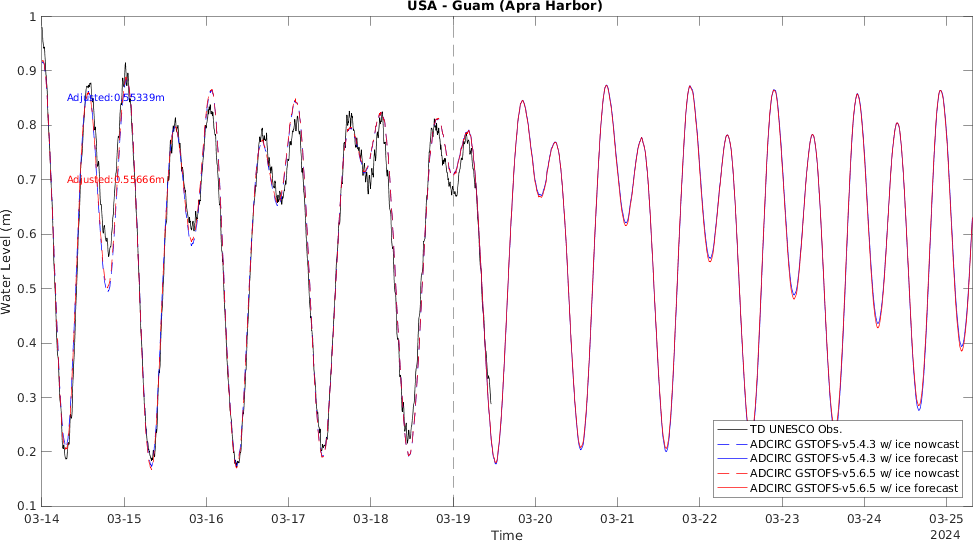 USA - Guam (Apra Harbor)
1
0.9
0.8
0.7
0.6
0.5
0.4
0.3
0.2
0.1
Water Level (m)
Adjusted:0.55339m
Adjusted:0.55666m
TD UNESCO Obs.
ADCIRC GSTOFS-v5.4.3 w/ ice nowcast
ADCIRC GSTOFS-v5.4.3 w/ ice forecast
ADCIRC GSTOFS-v5.6.5 w/ ice nowcast
ADCIRC GSTOFS-v5.6.5 w/ ice forecast
03-14 03-15 03-16 03-17 03-18 03-19 03-20 03-21 03-22 03-23 03-24 03-25
2024
Time